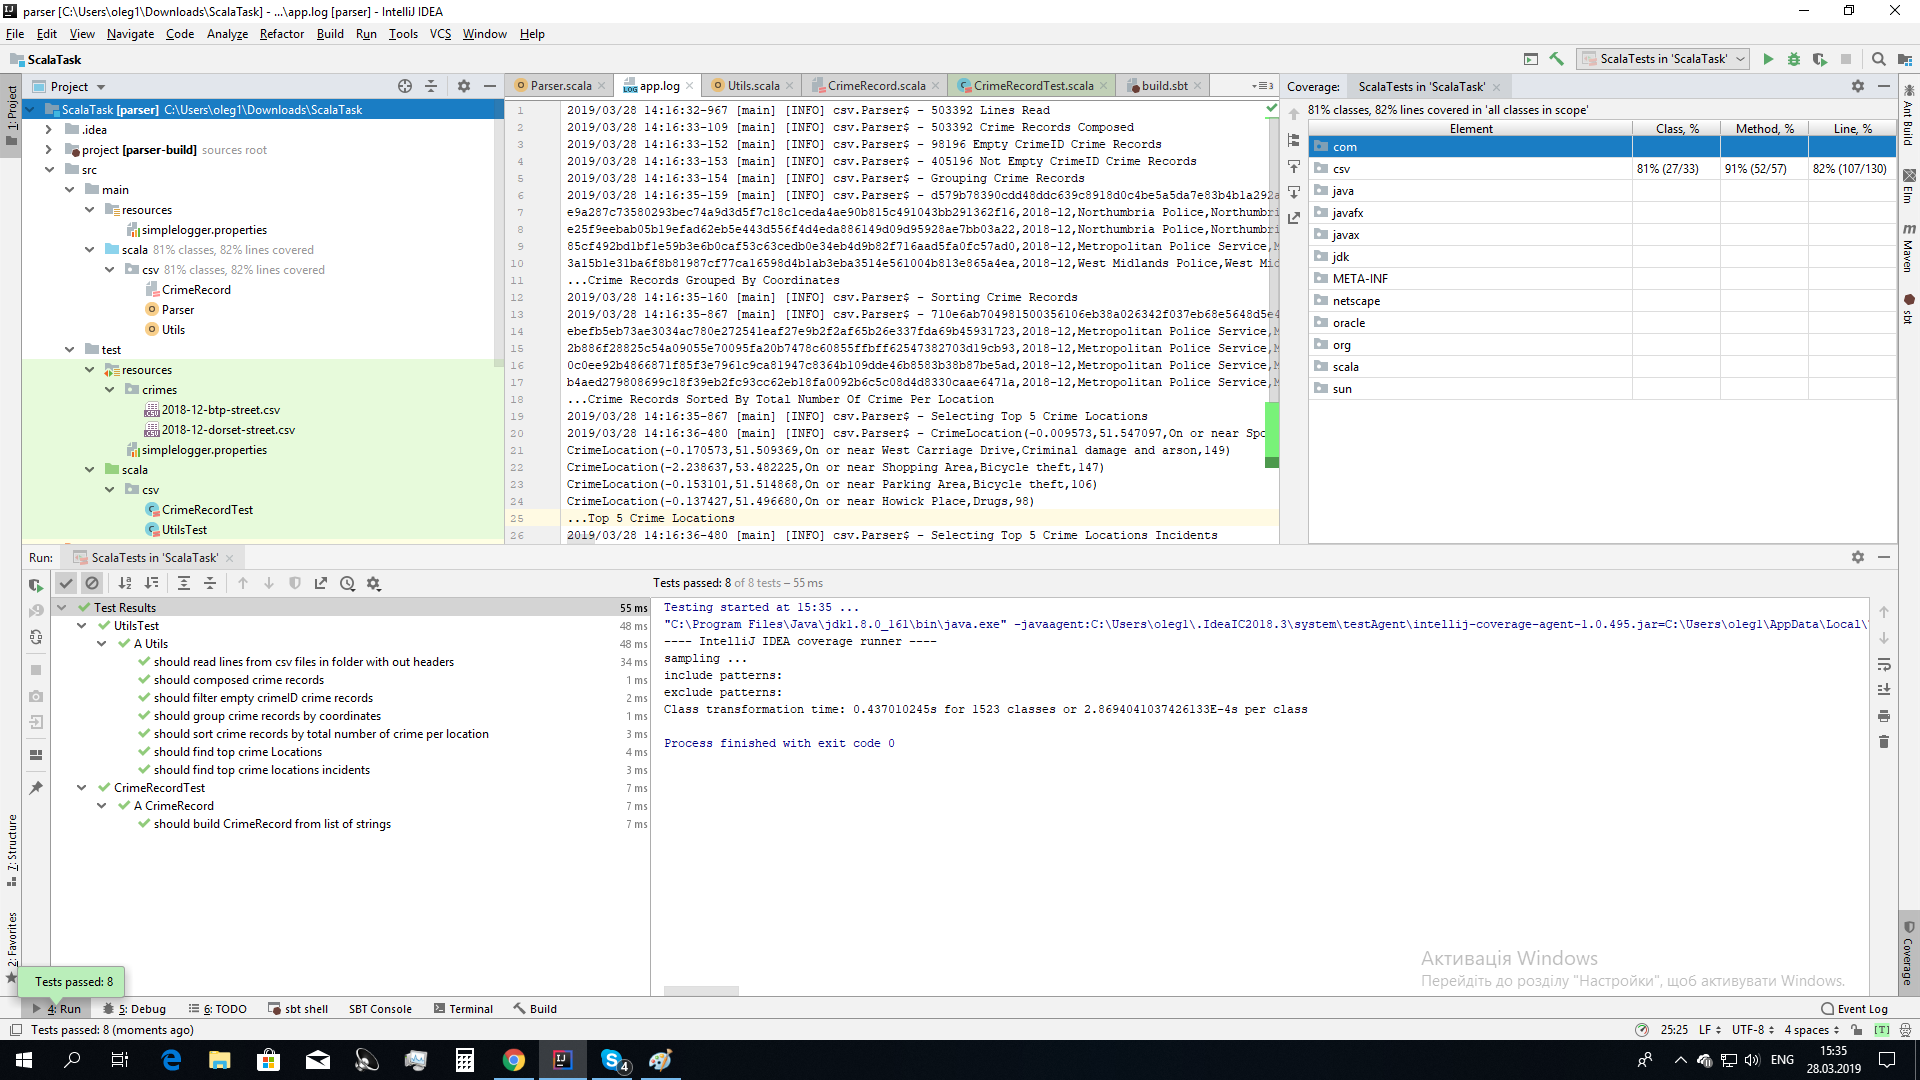 parser [C:\Users\oleg1\Downloads\ScalaTask] - ...\app.log [parser] - IntelliJ IDEA
File Edit View Navigate Code Analyze Refactor Build Run Tools VCS Window Help
ScalaTask
ScalaTests in 'ScalaTask'
1: Project
Project
ScalaTask [parser] C:\Users\oleg1\Downloads\ScalaTask
.idea
project [parser-build] sources root
src
main
resources
simplelogger.properties
scala 81% classes, 82% lines covered
csv 81% classes, 82% lines covered
CrimeRecord
Parser
Utils
test
resources
crimes
2018-12-btp-street.csv
2018-12-dorset-street.csv
simplelogger.properties
scala
csv
CrimeRecordTest
UtilsTest
Parser.scala app.log Utils.scala CrimeRecord.scala CrimeRecordTest.scala build.sbt
1 2019/03/28 14:16:32-967 [main] [INFO] csv.Parser$ - 503392 Lines Read
2 2019/03/28 14:16:33-109 [main] [INFO] csv.Parser$ - 503392 Crime Records Composed
3 2019/03/28 14:16:33-152 [main] [INFO] csv.Parser$ - 98196 Empty CrimeID Crime Records
4 2019/03/28 14:16:33-153 [main] [INFO] csv.Parser$ - 405196 Not Empty CrimeID Crime Records
5 2019/03/28 14:16:33-154 [main] [INFO] csv.Parser$ - Grouping Crime Records
6 2019/03/28 14:16:35-159 [main] [INFO] csv.Parser$ - d579b78390cdd48ddc639c8918d0c4be5a5da7e83b4b1a292a
7 e9a287c73580293bec74a9d3d5f7c18c1ceda4ae90b815c491043bb291362f16,2018-12,Northumbria Police,Northumbri
8 e25f9eebab05b19efad62eb5e443d556f4d4eda886149d09d95928ae7bb03a22,2018-12,Northumbria Police,Northumbri
9 85cf492bd1bf1e59b3e6b0caf53c63cedb0e34eb4d9b82f716aad5fa0fc57ad0,2018-12,Metropolitan Police Service,M
10 3a15b1e31ba6f8b81987cf77ca16598d4b1ab3eba3514e561004b813e865a4ea,2018-12,West Midlands Police,West Mid
11 ...Crime Records Grouped By Coordinates
12 2019/03/28 14:16:35-160 [main] [INFO] csv.Parser$ - Sorting Crime Records
13 2019/03/28 14:16:35-867 [main] [INFO] csv.Parser$ - 710e6ab704981500356106eb38a026342f037eb68e5648d5e4
14 ebefb5eb73ae3034ac780e272541eaf27e9b2f2af65b26e337fda69b45931723,2018-12,Metropolitan Police Service,M
15 2b886f28825c54a09055e70095fa20b7478c60855ffbff62547382703d19cb93,2018-12,Metropolitan Police Service,M
16 0c0ee92b4866871f85f3e7961c9ca81947c8364b109dde46b8583b38b87be5ad,2018-12,Metropolitan Police Service,M
17 b4aed279808699c18f39eb2fc93cc62eb18fa0092b6c5c08d4d8330caae6471a,2018-12,Metropolitan Police Service,M
18 ...Crime Records Sorted By Total Number Of Crime Per Location
19 2019/03/28 14:16:35-867 [main] [INFO] csv.Parser$ - Selecting Top 5 Crime Locations
20 2019/03/28 14:16:36-480 [main] [INFO] csv.Parser$ - CrimeLocation(-0.009573,51.547097,On or near Spo
21 CrimeLocation(-0.170573,51.509369,On or near West Carriage Drive,Criminal damage and arson,149)
22 CrimeLocation(-2.238637,53.482225,On or near Shopping Area,Bicycle theft,147)
23 CrimeLocation(-0.153101,51.514868,On or near Parking Area,Bicycle theft,106)
24 CrimeLocation(-0.137427,51.496680,On or near Howick Place,Drugs,98)
25 ...Top 5 Crime Locations
26 2019/03/28 14:16:36-480 [main] [INFO] csv.Parser$ - Selecting Top 5 Crime Locations Incidents
Coverage: ScalaTests in 'ScalaTask'
81% classes, 82% lines covered in 'all classes in scope'
Element Class, % Method, % Line, %
com
csv 81% (27/33) 91% (52/57) 82% (107/130)
java
javafx
javax
jdk
META-INF
netscape
oracle
org
scala
sun
Ant Build
Elm
Maven
sbt
Coverage
Run: ScalaTests in 'ScalaTask'
Tests passed: 8 of 8 tests – 55 ms
Test Results 55 ms
UtilsTest 48 ms
A Utils 48 ms
should read lines from csv files in folder with out headers 34 ms
should composed crime records 1 ms
should filter empty crimeID crime records 2 ms
should group crime records by coordinates 1 ms
should sort crime records by total number of crime per location 3 ms
should find top crime Locations 4 ms
should find top crime locations incidents 3 ms
CrimeRecordTest 7 ms
A CrimeRecord 7 ms
should build CrimeRecord from list of strings 7 ms
Testing started at 15:35 ...
"C:\Program Files\Java\jdk1.8.0_161\bin\java.exe" -javaagent:C:\Users\oleg1\.IdeaIC2018.3\system\testAgent\intellij-coverage-agent-1.0.495.jar=C:\Users\oleg1\AppData\Local\
---- IntelliJ IDEA coverage runner ----
sampling ...
include patterns:
exclude patterns:
Class transformation time: 0.437010245s for 1523 classes or 2.8694041037426133E-4s per class
Process finished with exit code 0
7: Structure
2: Favorites
Активація Windows
Перейдіть до розділу "Настройки", щоб активувати Windows.
Tests passed: 8
4: Run 5: Debug 6: TODO sbt shell SBT Console Terminal Build Event Log
Tests passed: 8 (moments ago) 25:25 LF UTF-8 4 spaces [T]
4 ENG 15:35
28.03.2019